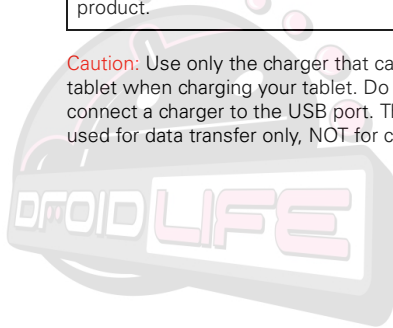 product.
Caution: Use only the charger that ca
tablet when charging your tablet. Do
connect a charger to the USB port. Th
used for data transfer only, NOT for c
DROID LIFE